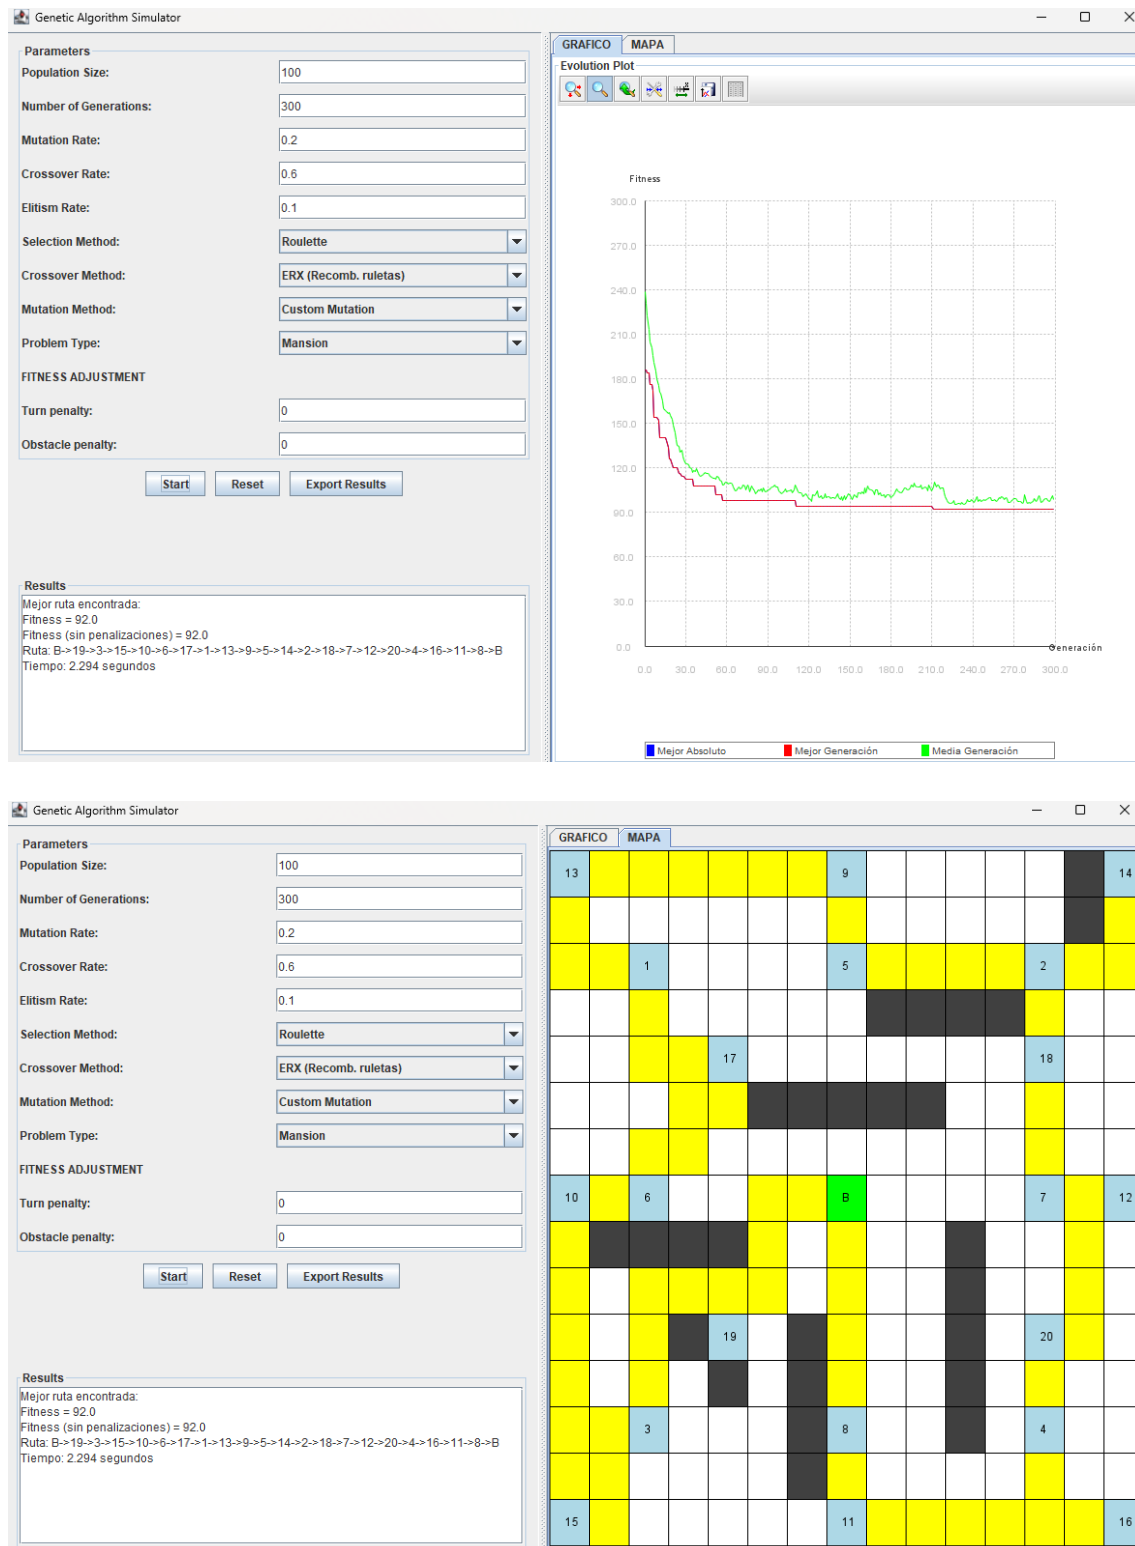 Genetic Algorithm Simulator
Parameters
Population Size: 100
Number of Generations: 300
Mutation Rate: 0.2
Crossover Rate: 0.6
Elitism Rate: 0.1
Selection Method: Roulette
Crossover Method: ERX (Recomb. ruletas)
Mutation Method: Custom Mutation
Problem Type: Mansion
FITNESS ADJUSTMENT
Turn penalty: 0
Obstacle penalty: 0
Start Reset Export Results
Results
Mejor ruta encontrada:
Fitness = 92.0
Fitness (sin penalizaciones) = 92.0
Ruta: B->19->3->15->10->6->17->1->13->9->5->14->2->18->7->12->20->4->16->11->8->B
Tiempo: 2.294 segundos
GRAFICO MAPA
Evolution Plot
Fitness
300.0
270.0
240.0
210.0
180.0
150.0
120.0
90.0
60.0
30.0
0.0
Generación
0.0 30.0 60.0 90.0 120.0 150.0 180.0 210.0 240.0 270.0 300.0
Mejor Absoluto Mejor Generación Media Generación
Genetic Algorithm Simulator
Parameters
Population Size: 100
Number of Generations: 300
Mutation Rate: 0.2
Crossover Rate: 0.6
Elitism Rate: 0.1
Selection Method: Roulette
Crossover Method: ERX (Recomb. ruletas)
Mutation Method: Custom Mutation
Problem Type: Mansion
FITNESS ADJUSTMENT
Turn penalty: 0
Obstacle penalty: 0
Start Reset Export Results
Results
Mejor ruta encontrada:
Fitness = 92.0
Fitness (sin penalizaciones) = 92.0
Ruta: B->19->3->15->10->6->17->1->13->9->5->14->2->18->7->12->20->4->16->11->8->B
Tiempo: 2.294 segundos
GRAFICO MAPA
13 9 14
1 5 2
17 18
10 6 B 7 12
19 20
3 8 4
15 11 16